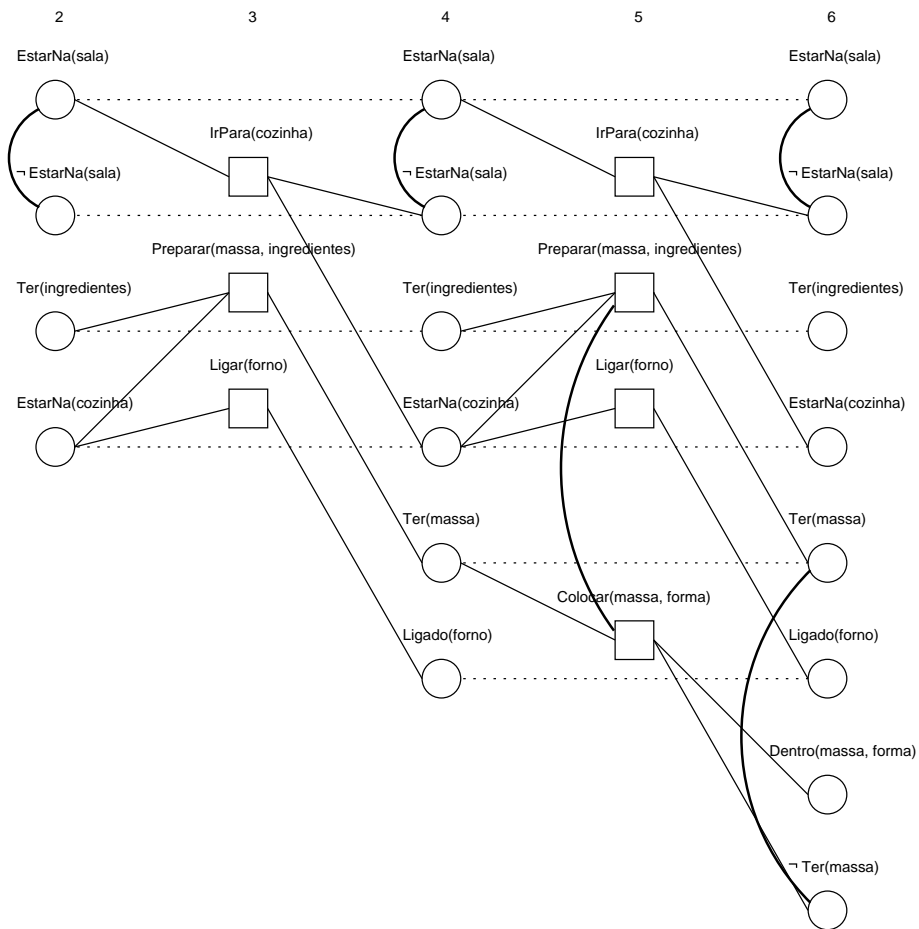 2 3 4 5 6
EstarNa(sala) EstarNa(sala) EstarNa(sala)
IrPara(cozinha) IrPara(cozinha)
¬ EstarNa(sala) ¬ EstarNa(sala) ¬ EstarNa(sala)
Preparar(massa, ingredientes) Preparar(massa, ingredientes)
Ter(ingredientes) Ter(ingredientes) Ter(ingredientes)
Ligar(forno) Ligar(forno)
EstarNa(cozinha) EstarNa(cozinha) EstarNa(cozinha)
Ter(massa) Ter(massa)
Colocar(massa, forma)
Ligado(forno) Ligado(forno)
Dentro(massa, forma)
¬ Ter(massa)